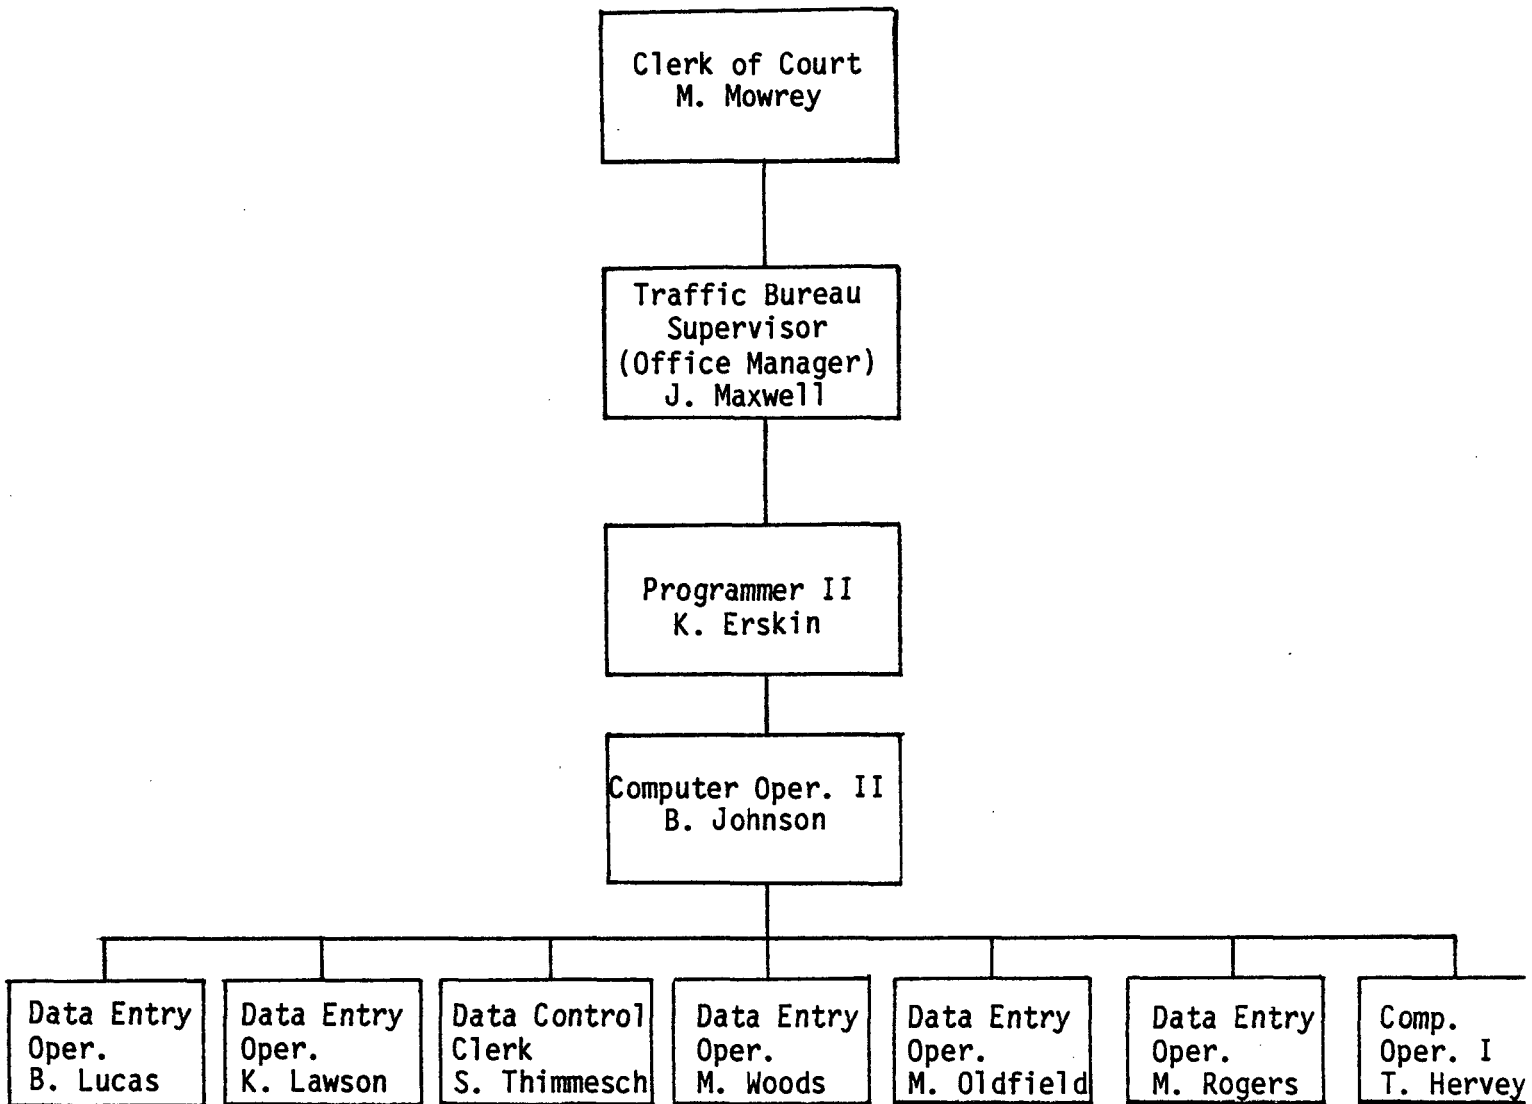 Clerk of Court
M. Mowrey
Traffic Bureau
Supervisor
(Office Manager)
J. Maxwell
Programmer II
K. Erskin
Computer Oper. II
B. Johnson
Data Entry
Oper.
B. Lucas
Data Entry
Oper.
K. Lawson
Data Control
Clerk
S. Thimmesch
Data Entry
Oper.
M. Woods
Data Entry
Oper.
M. Oldfield
Data Entry
Oper.
M. Rogers
Comp.
Oper. I
T. Hervey